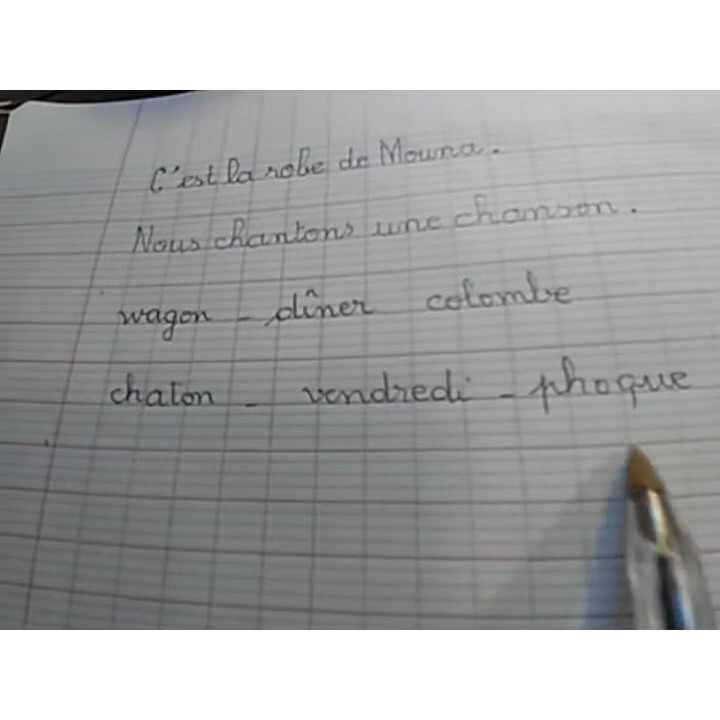 C'est la robe de Mouna.
Nous chantons une chanson.
wagon - dîner colombe
chaton - vendredi - phoque